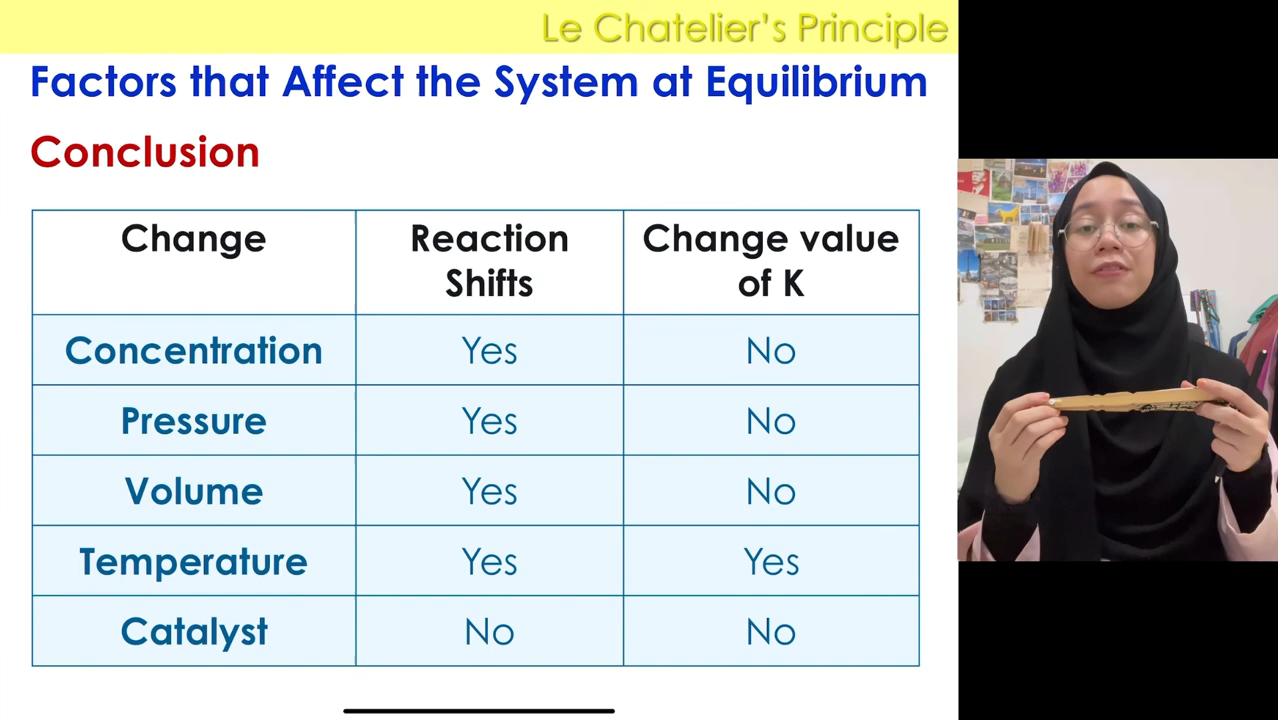 Le Chatelier's Principle
Factors that Affect the System at Equilibrium
Conclusion
Change
Reaction
Shifts
Change value
of K
Concentration
Yes
No
Pressure
Yes
No
Volume
Yes
No
Temperature
Yes
Yes
Catalyst
No
No